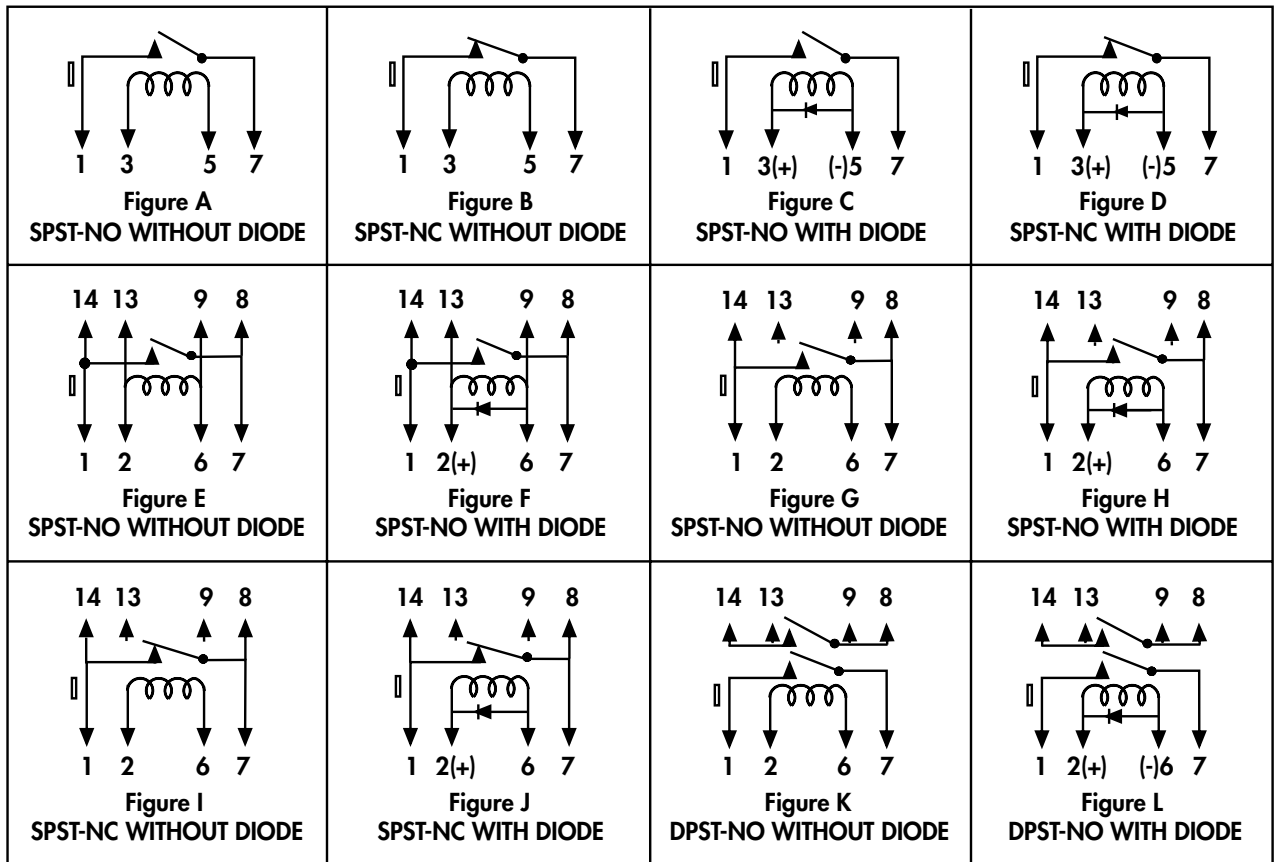 1 3 5 7
Figure A
SPST-NO WITHOUT DIODE
1 3 5 7
Figure B
SPST-NC WITHOUT DIODE
1 3(+) (-)5 7
Figure C
SPST-NO WITH DIODE
1 3(+) (-)5 7
Figure D
SPST-NC WITH DIODE
14 13 9 8
1 2 6 7
Figure E
SPST-NO WITHOUT DIODE
14 13 9 8
1 2(+) 6 7
Figure F
SPST-NO WITH DIODE
14 13 9 8
1 2 6 7
Figure G
SPST-NO WITHOUT DIODE
14 13 9 8
1 2(+) 6 7
Figure H
SPST-NO WITH DIODE
14 13 9 8
1 2 6 7
Figure I
SPST-NC WITHOUT DIODE
14 13 9 8
1 2(+) 6 7
Figure J
SPST-NC WITH DIODE
14 13 9 8
1 2 6 7
Figure K
DPST-NO WITHOUT DIODE
14 13 9 8
1 2(+) (-)6 7
Figure L
DPST-NO WITH DIODE